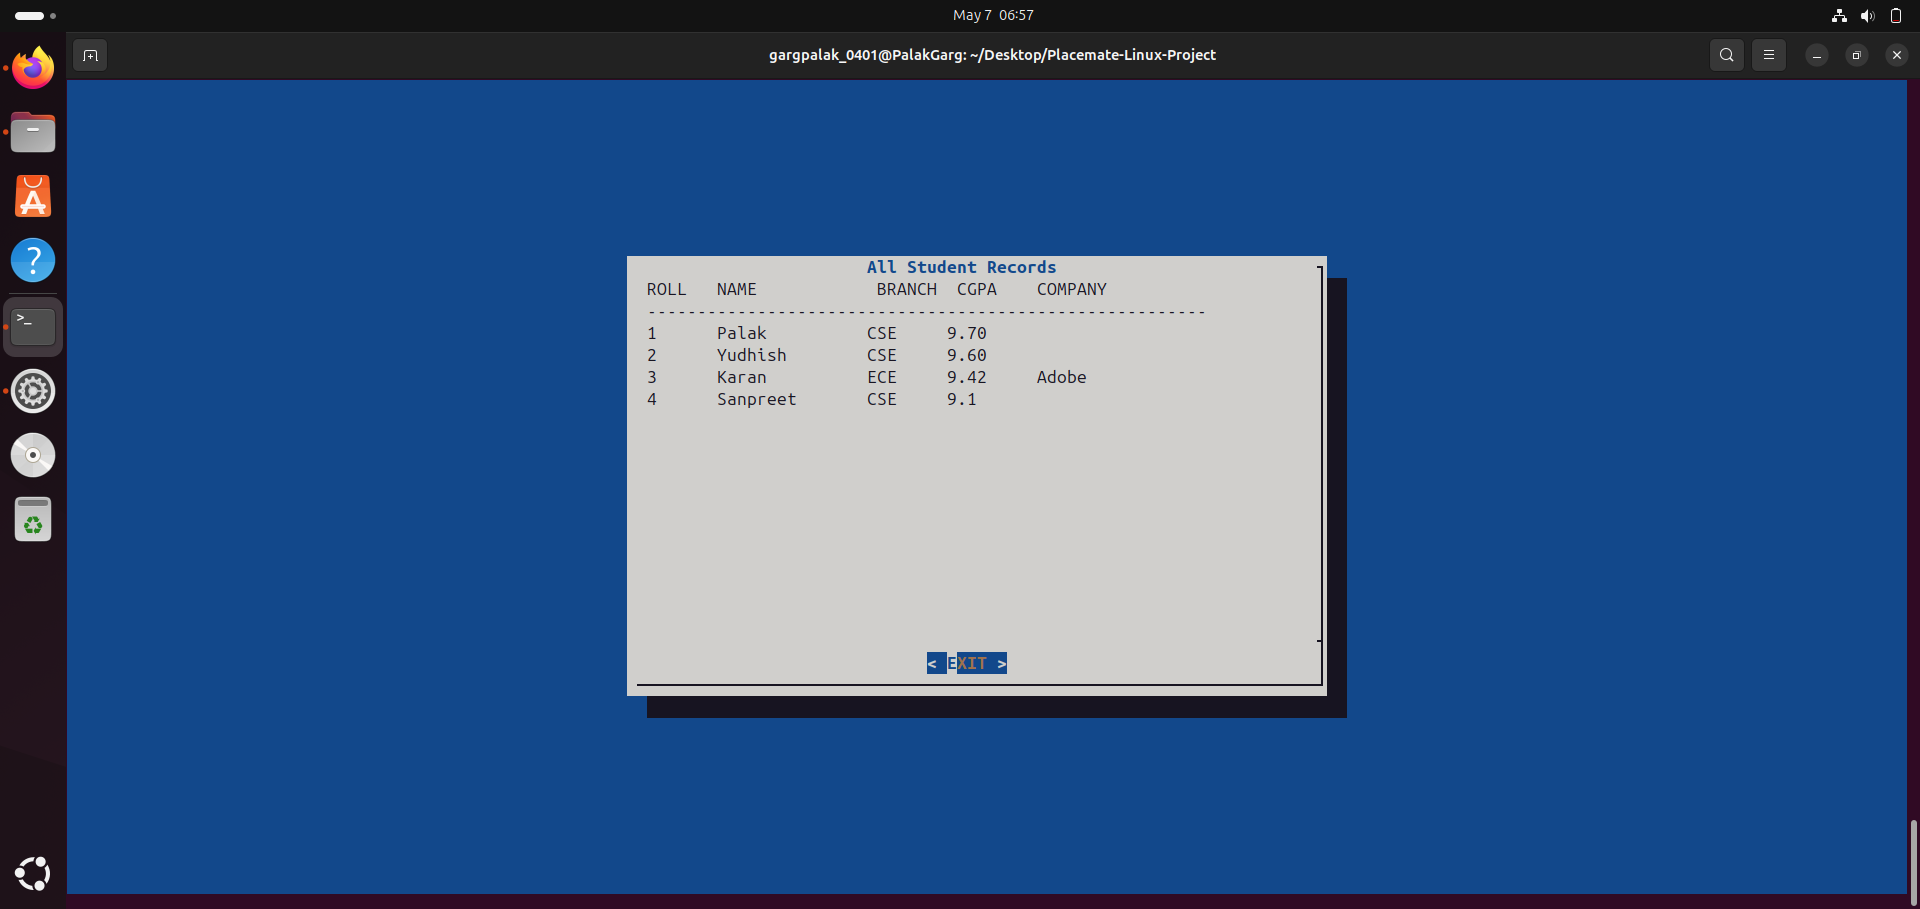 May 7 06:57
gargpalak_0401@PalakGarg: ~/Desktop/Placemate-Linux-Project
All Student Records
ROLL NAME BRANCH CGPA COMPANY
--------------------------------------------------------
1 Palak CSE 9.70
2 Yudhish CSE 9.60
3 Karan ECE 9.42 Adobe
4 Sanpreet CSE 9.1
< EXIT >